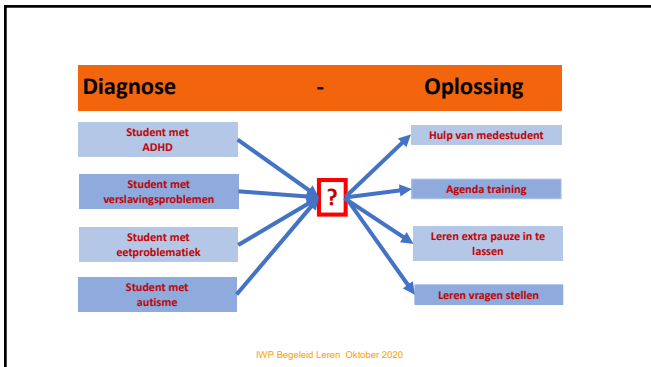 Diagnose - Oplossing
Student met
ADHD
Student met
verslavingsproblemen
Student met
eetproblematiek
Student met
autisme
?
Hulp van medestudent
Agenda training
Leren extra pauze in te
lassen
Leren vragen stellen
IWP Begeleid Leren Oktober 2020